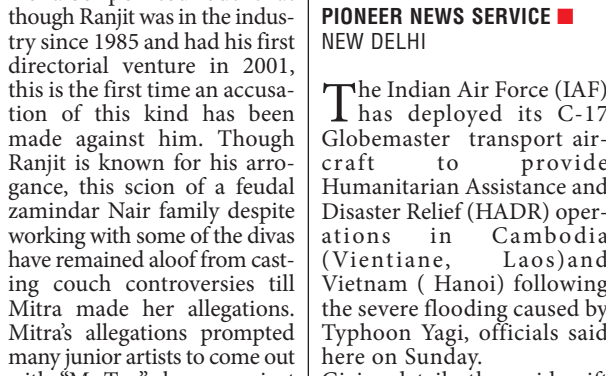 though Ranjit was in the indus-
try since 1985 and had his first
directorial venture in 2001,
this is the first time an accusa-
tion of this kind has been
made against him. Though
Ranjit is known for his arro-
gance, this scion of a feudal
zamindar Nair family despite
working with some of the divas
have remained aloof from cast-
ing couch controversies till
Mitra made her allegations.
Mitra's allegations prompted
many junior artists to come out
PIONEER NEWS SERVICE
NEW DELHI
The Indian Air Force (IAF)
has deployed its C-17
Globemaster transport air-
craft to provide
Humanitarian Assistance and
Disaster Relief (HADR) oper-
ations in Cambodia
(Vientiane, Laos)and
Vietnam ( Hanoi) following
the severe flooding caused by
Typhoon Yagi, officials said
here on Sunday.